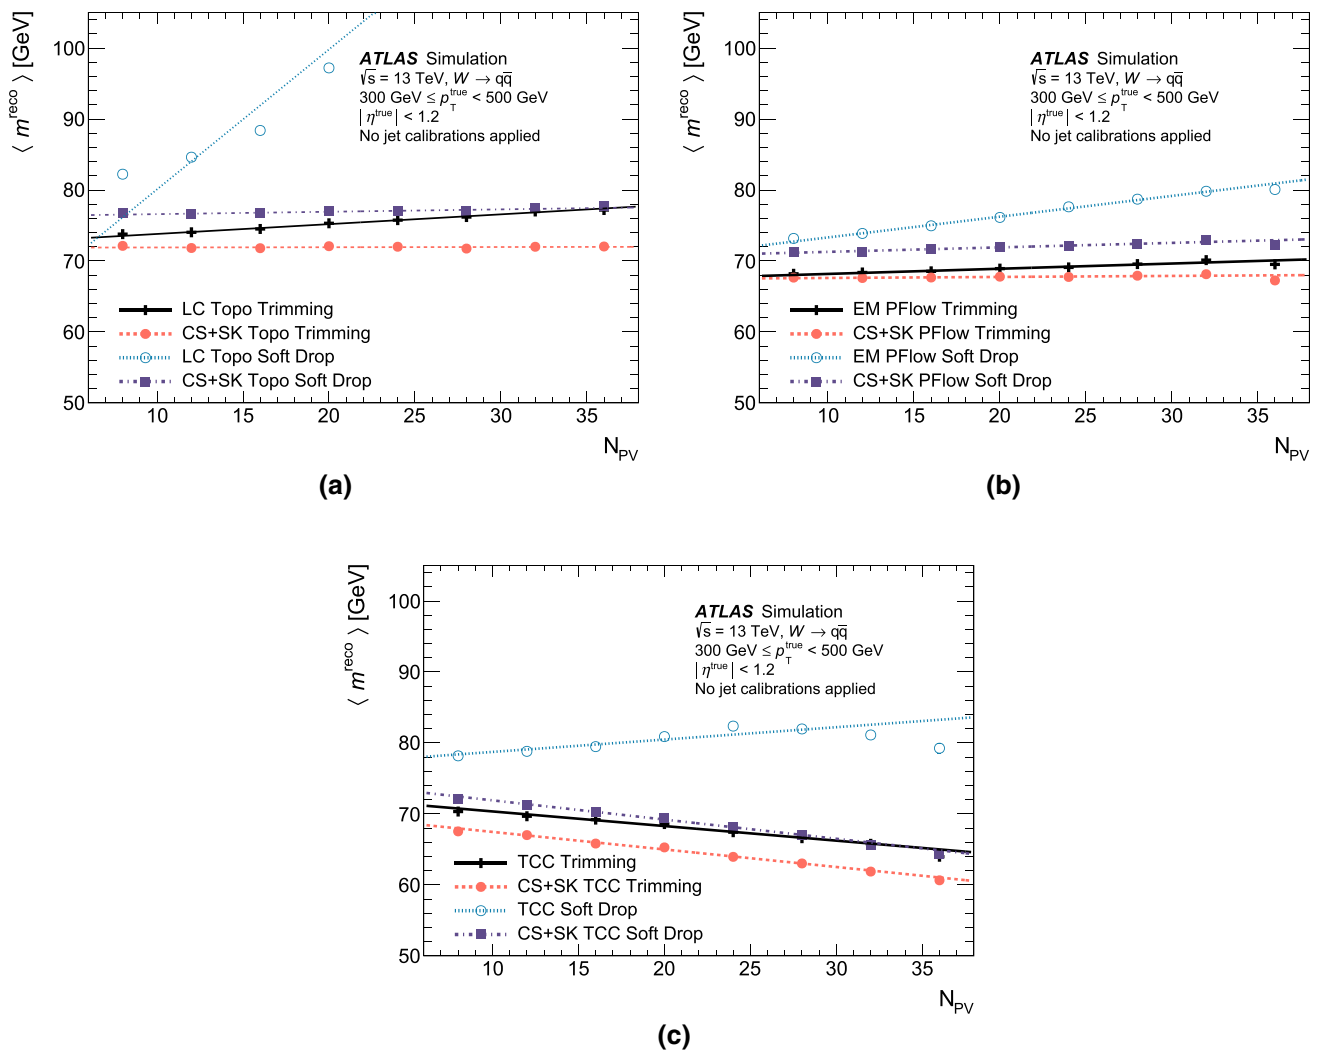 ⟨ m^reco ⟩ [GeV]
100
90
80
70
60
50
ATLAS Simulation
√s = 13 TeV, W → qq̅
300 GeV ≤ p_T^true < 500 GeV
|η^true| < 1.2
No jet calibrations applied
LC Topo Trimming
CS+SK Topo Trimming
LC Topo Soft Drop
CS+SK Topo Soft Drop
10 15 20 25 30 35
N_PV
(a)
⟨ m^reco ⟩ [GeV]
100
90
80
70
60
50
ATLAS Simulation
√s = 13 TeV, W → qq̅
300 GeV ≤ p_T^true < 500 GeV
|η^true| < 1.2
No jet calibrations applied
EM PFlow Trimming
CS+SK PFlow Trimming
EM PFlow Soft Drop
CS+SK PFlow Soft Drop
10 15 20 25 30 35
N_PV
(b)
⟨ m^reco ⟩ [GeV]
100
90
80
70
60
50
ATLAS Simulation
√s = 13 TeV, W → qq̅
300 GeV ≤ p_T^true < 500 GeV
|η^true| < 1.2
No jet calibrations applied
TCC Trimming
CS+SK TCC Trimming
TCC Soft Drop
CS+SK TCC Soft Drop
10 15 20 25 30 35
N_PV
(c)